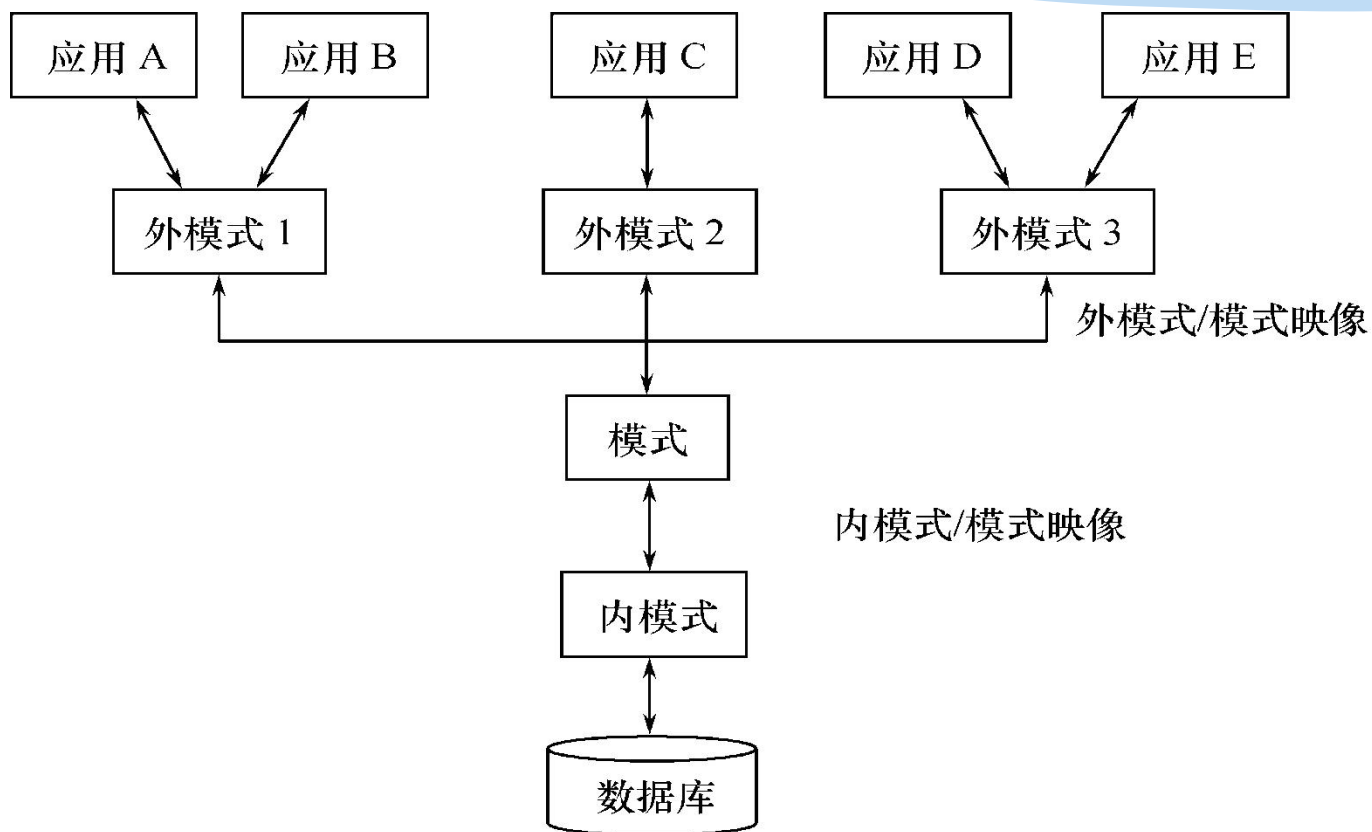 应用 A
应用 B
应用 C
应用 D
应用 E
外模式 1
外模式 2
外模式 3
外模式/模式映像
模式
内模式/模式映像
内模式
数据库